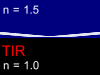 n = 1.5
TIR
n = 1.0